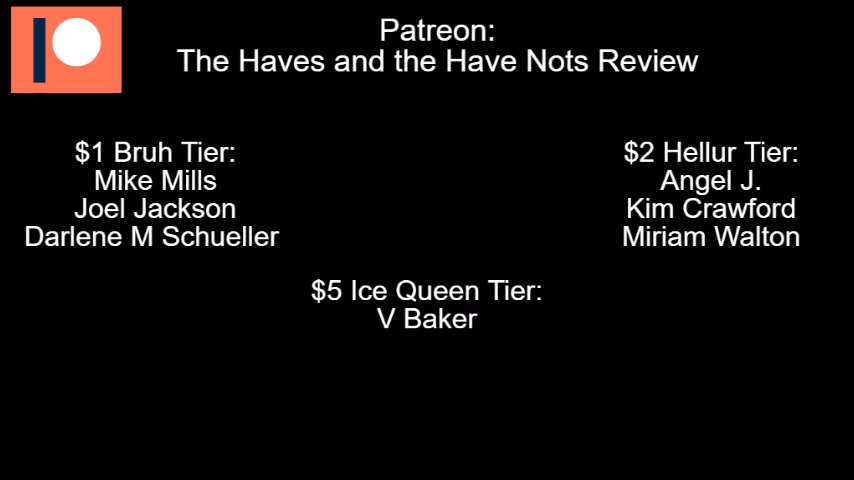 Patreon:
The Haves and the Have Nots Review
$1 Bruh Tier:
Mike Mills
Joel Jackson
Darlene M Schueller
$2 Hellur Tier:
Angel J.
Kim Crawford
Miriam Walton
$5 Ice Queen Tier:
V Baker